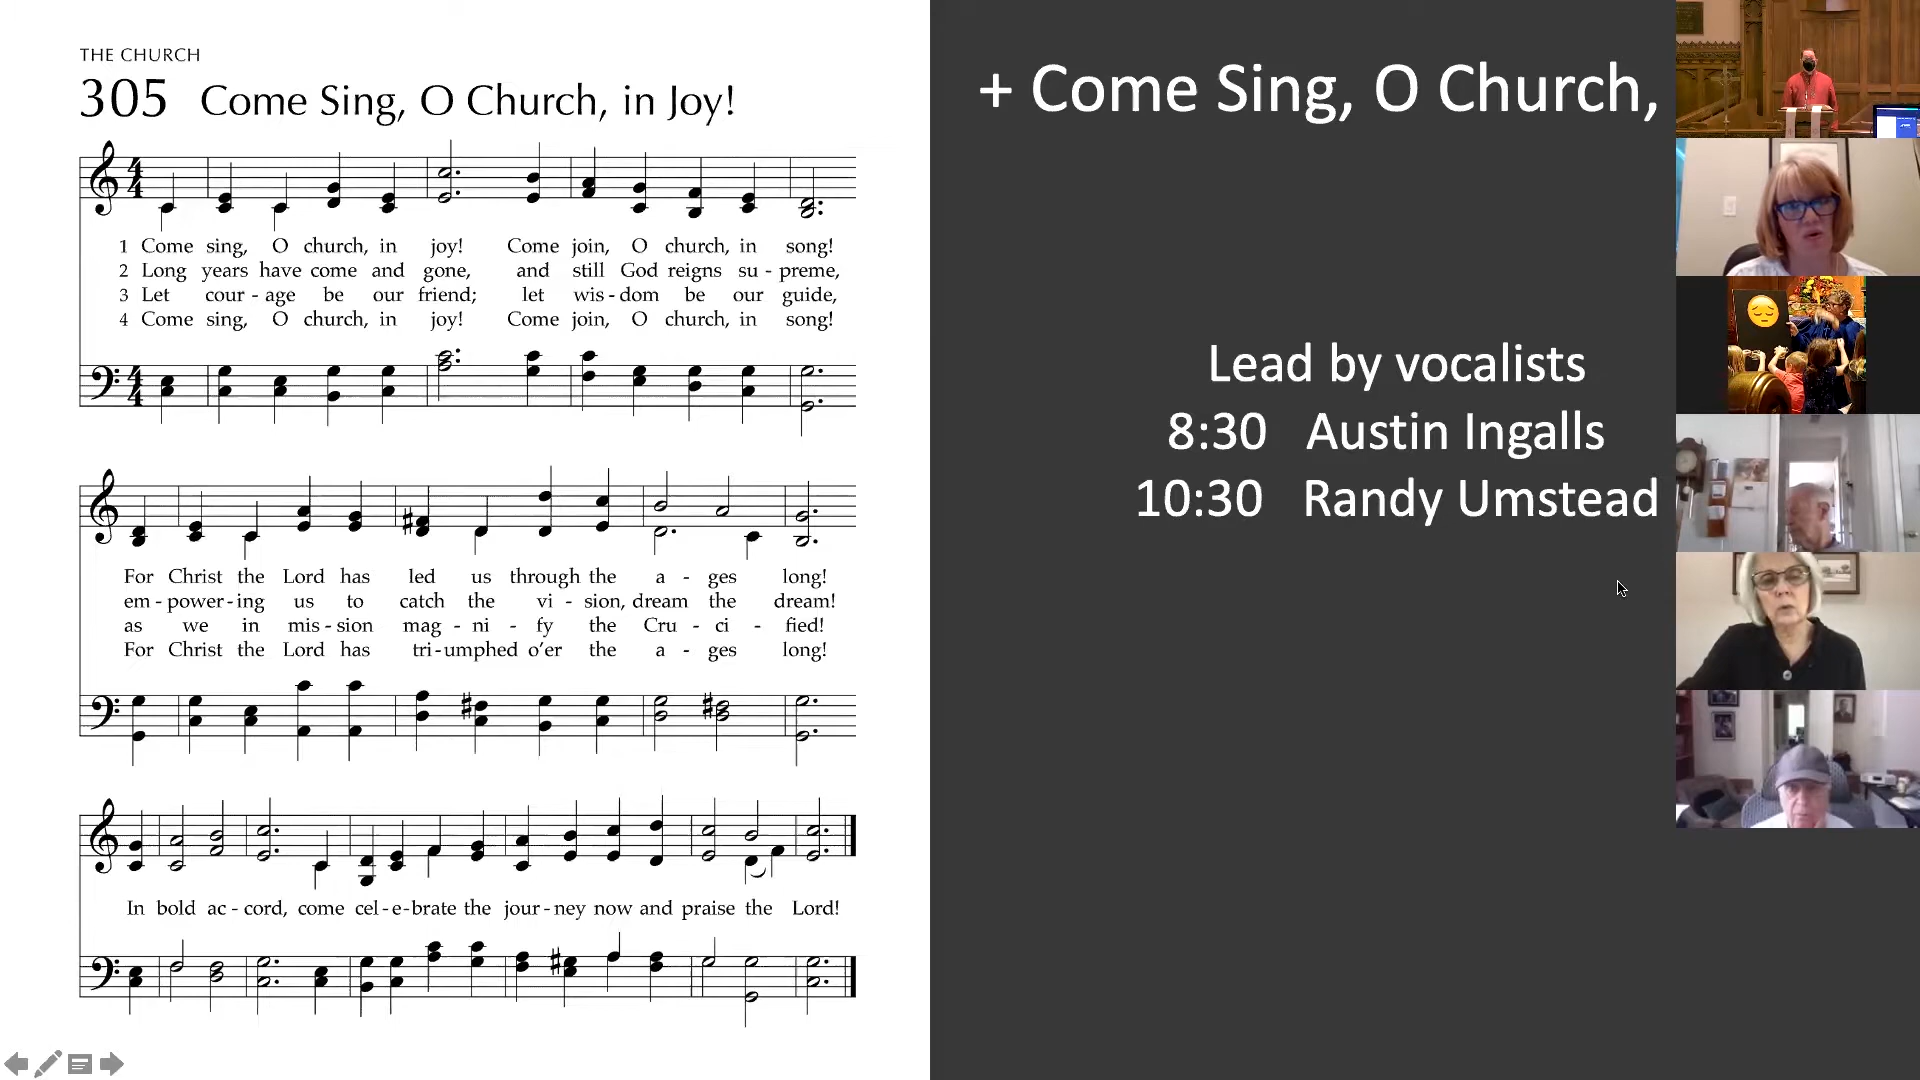 THE CHURCH
305 Come Sing, O Church, in Joy!
1 Come sing, O church, in joy! Come join, O church, in song!
2 Long years have come and gone, and still God reigns su - preme,
3 Let cour - age be our friend; let wis - dom be our guide,
4 Come sing, O church, in joy! Come join, O church, in song!
For Christ the Lord has led us through the a - ges long!
em - power - ing us to catch the vi - sion, dream the dream!
as we in mis - sion mag - ni - fy the Cru - ci - fied!
For Christ the Lord has tri - umphed o'er the a - ges long!
In bold ac - cord, come cel - e - brate the jour - ney now and praise the Lord!
+ Come Sing, O Church,
Lead by vocalists
8:30 Austin Ingalls
10:30 Randy Umstead